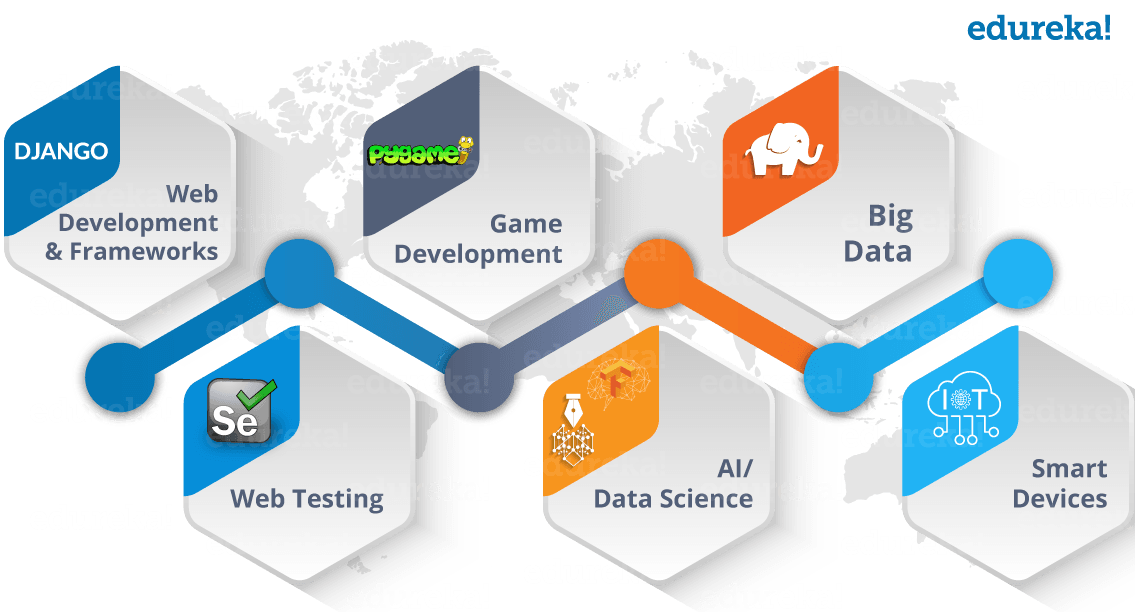 edureka!
DJANGO
Web
Development
& Frameworks
pygame
Game
Development
Big
Data
Se
Web Testing
AI/
Data Science
IOT
Smart
Devices